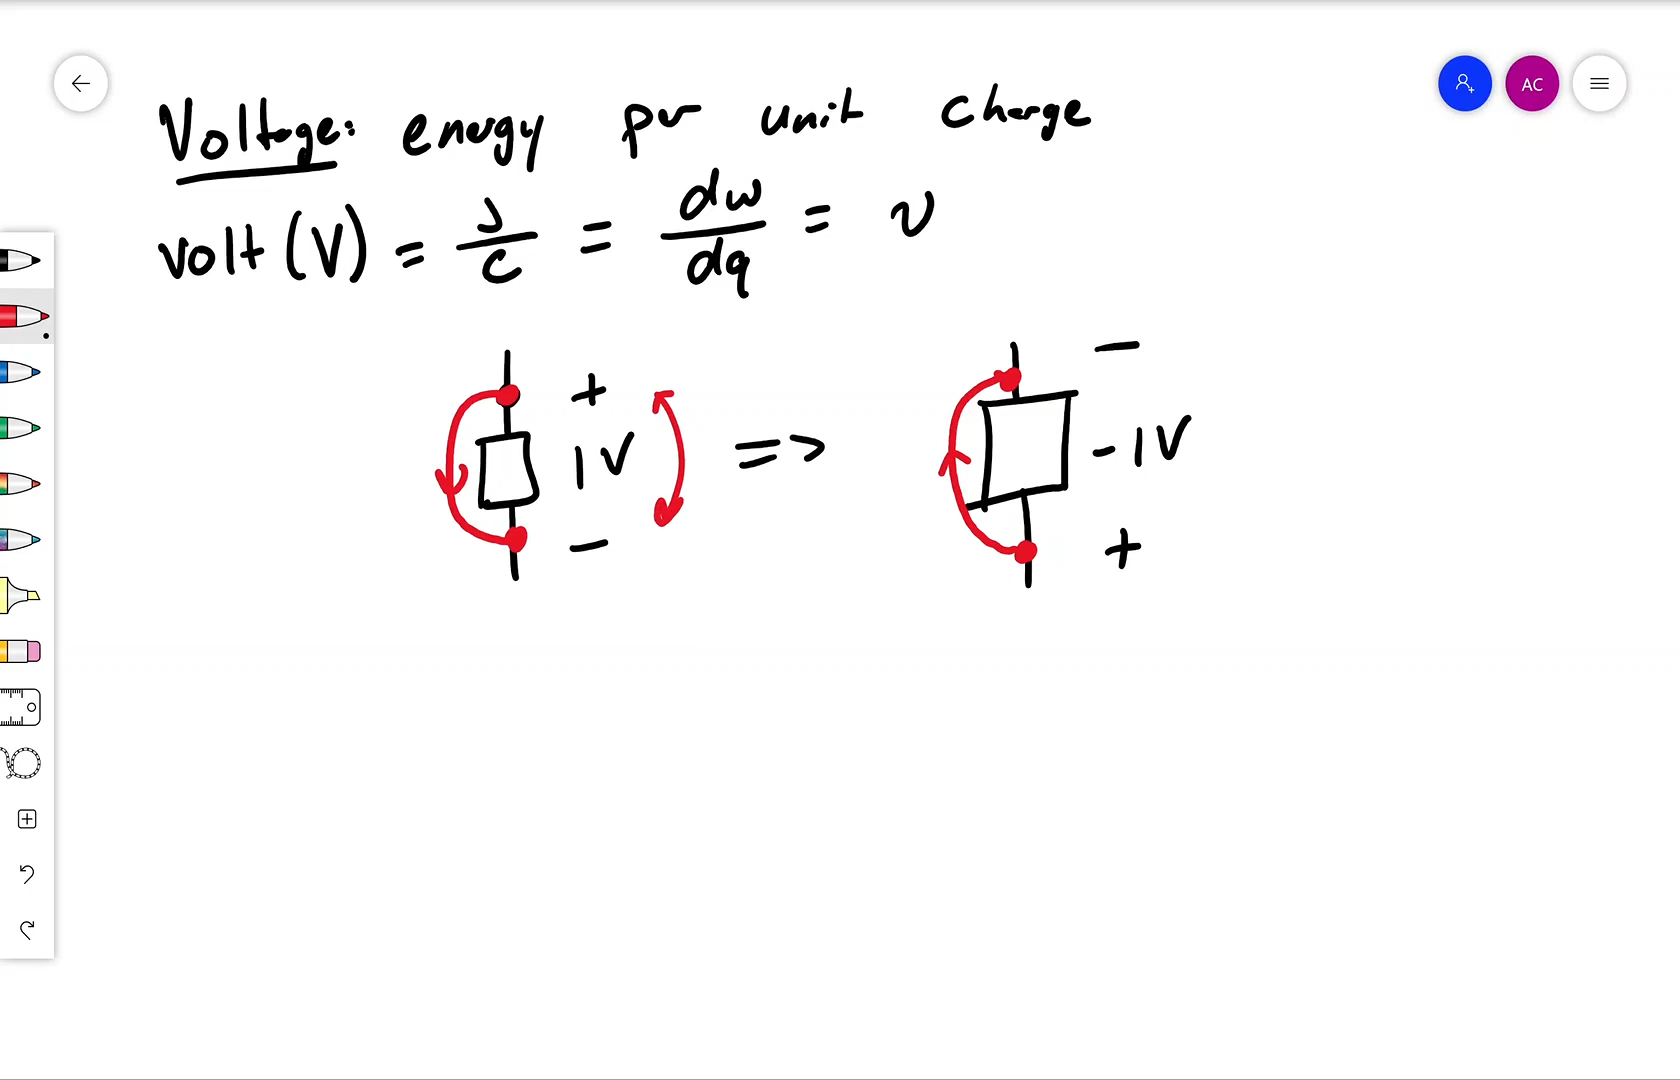 AC
Voltage: energy per unit charge
volt (V) = J/C = dw/dq = v
+ −
1V => -1V
− +